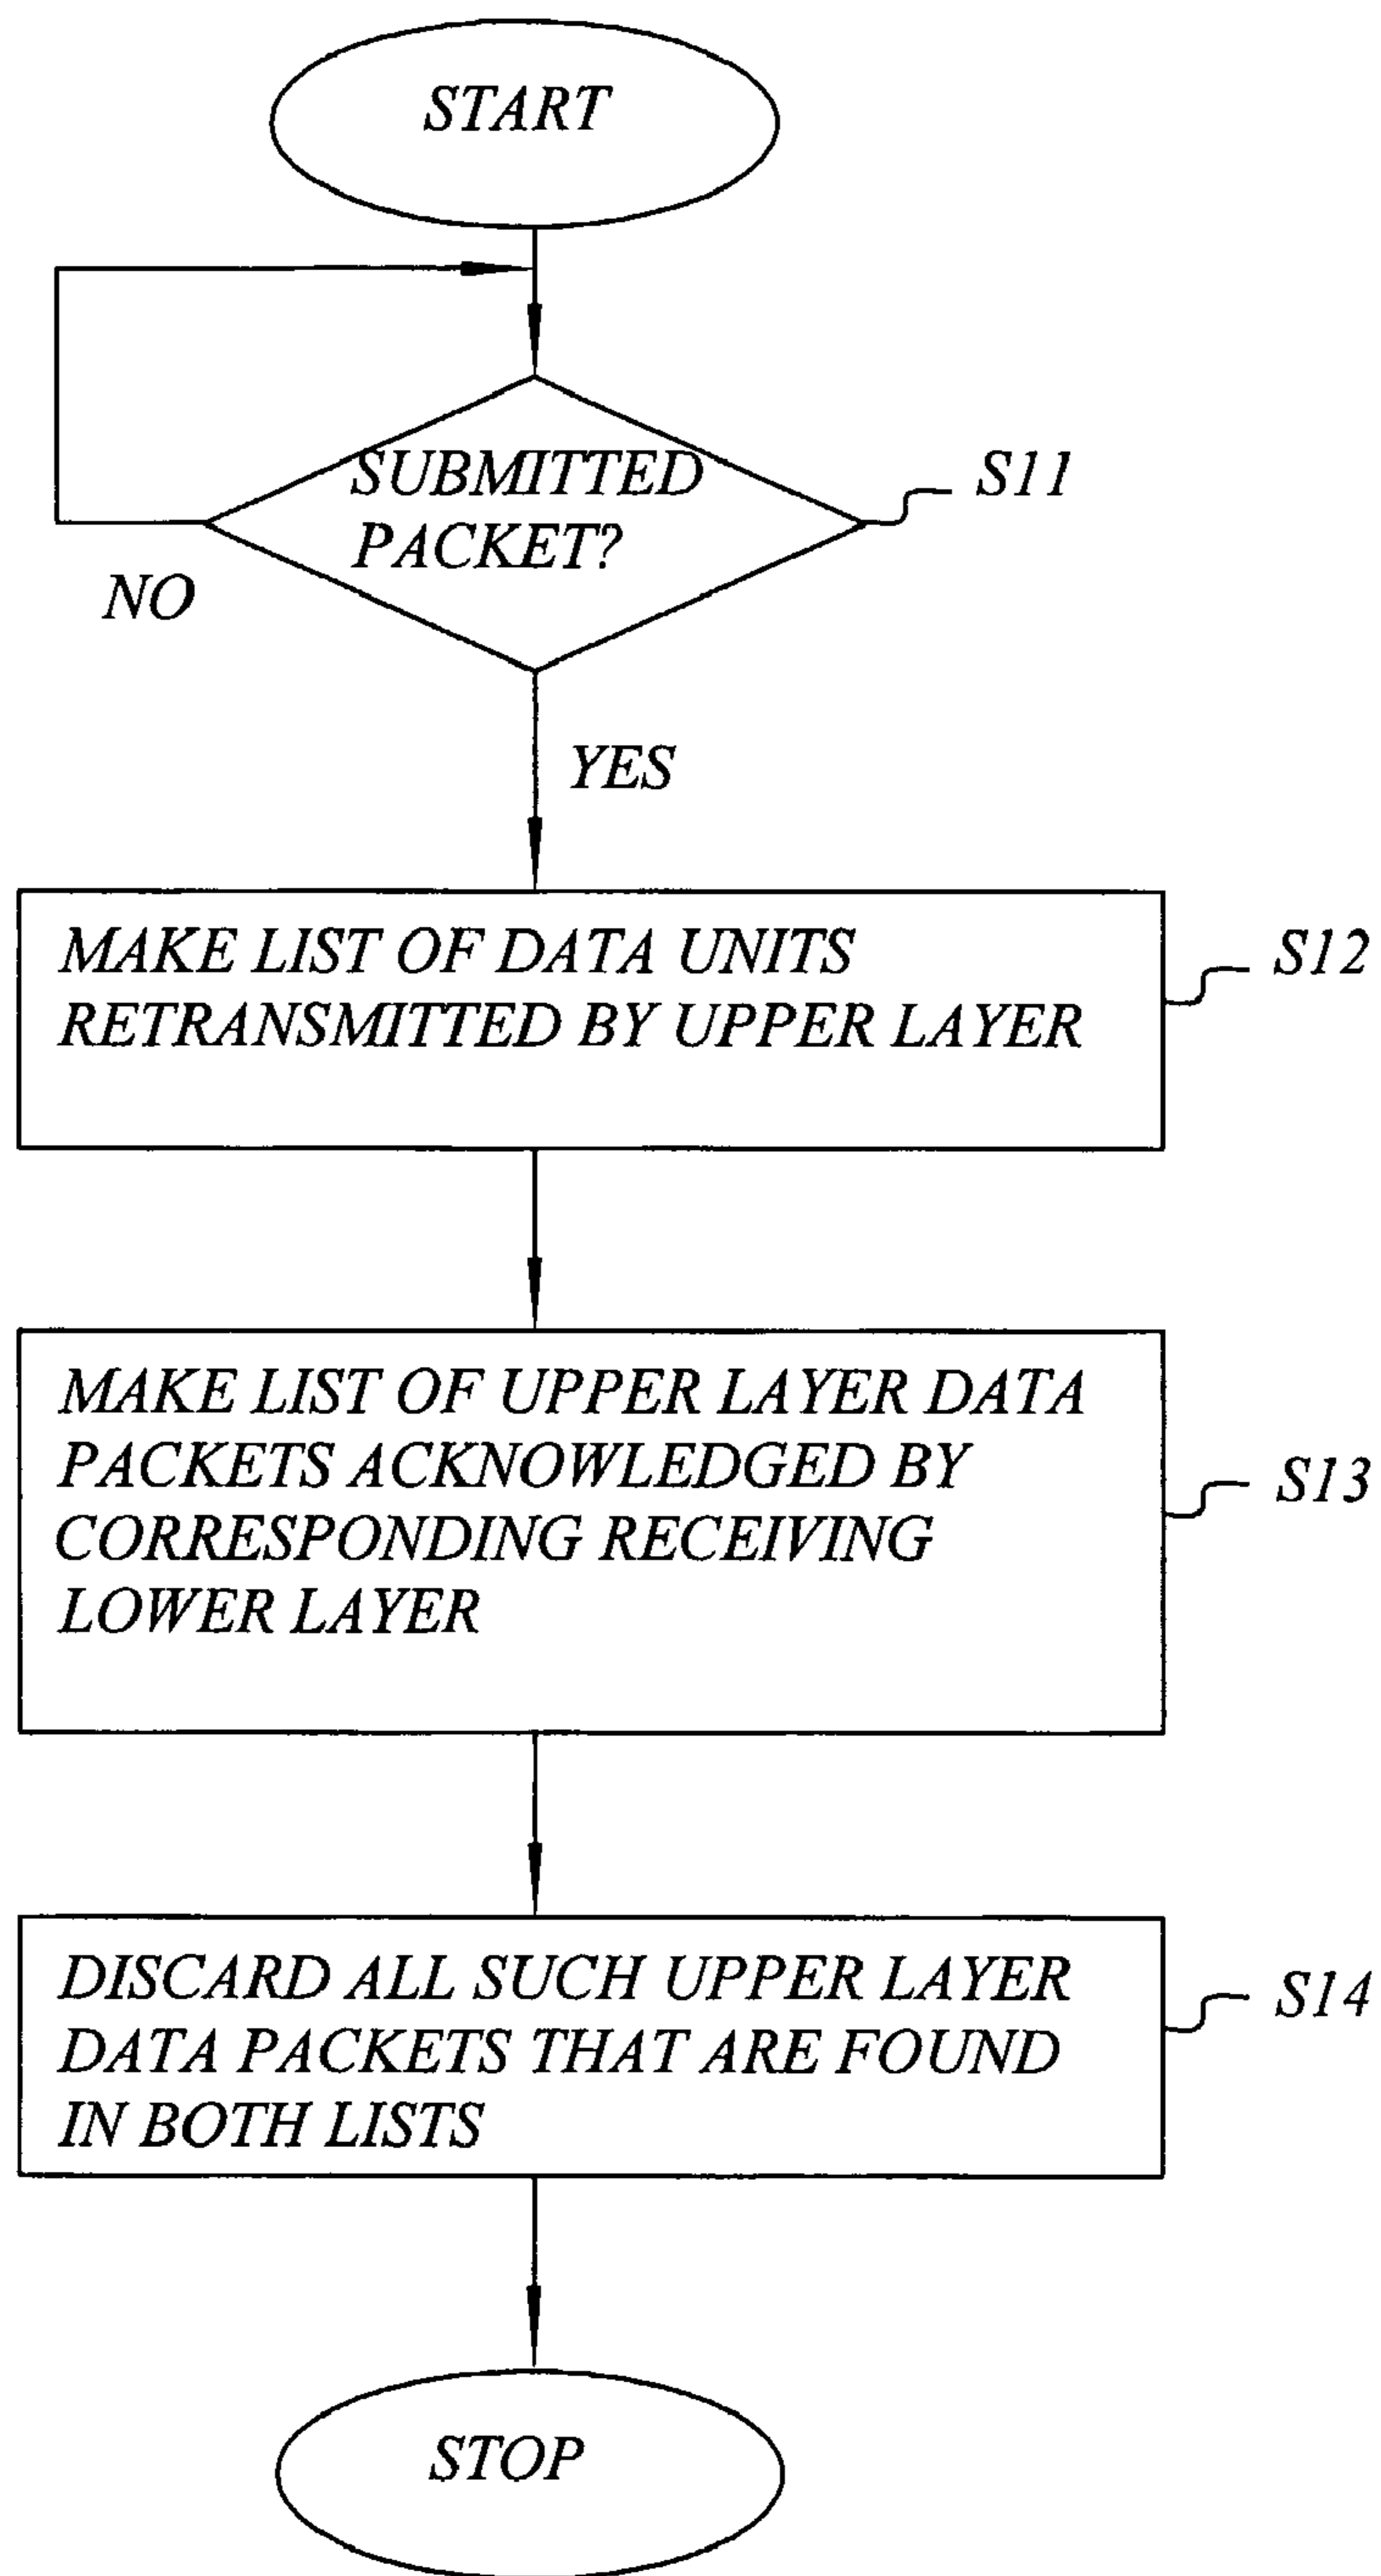 START
SUBMITTED
PACKET?
S11
NO
YES
MAKE LIST OF DATA UNITS
RETRANSMITTED BY UPPER LAYER
S12
MAKE LIST OF UPPER LAYER DATA
PACKETS ACKNOWLEDGED BY
CORRESPONDING RECEIVING
LOWER LAYER
S13
DISCARD ALL SUCH UPPER LAYER
DATA PACKETS THAT ARE FOUND
IN BOTH LISTS
S14
STOP